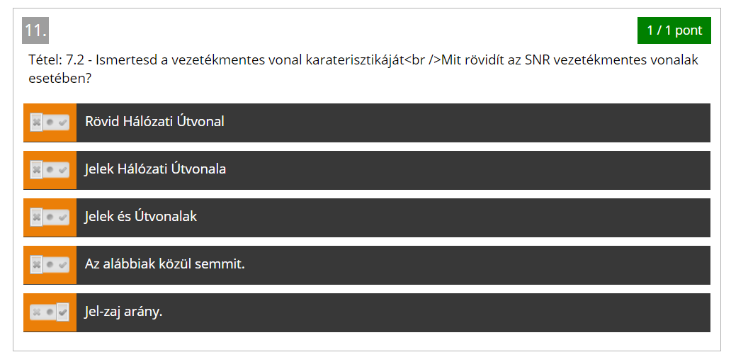 11.
1 / 1 pont
Tétel: 7.2 - Ismertesd a vezetékmentes vonal karaterisztikáját<br />Mit rövidít az SNR vezetékmentes vonalak
esetében?
Rövid Hálózati Útvonal
Jelek Hálózati Útvonala
Jelek és Útvonalak
Az alábbiak közül semmit.
Jel-zaj arány.